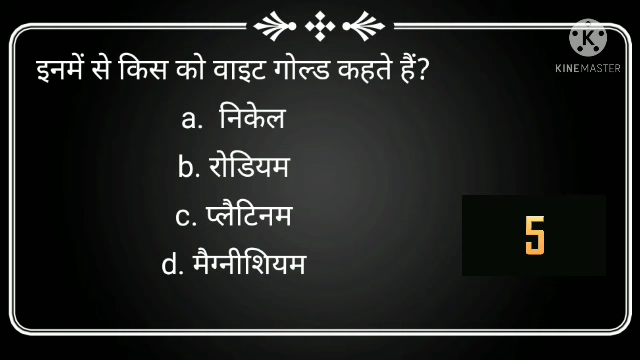 इनमें से किस को वाइट गोल्ड कहते हैं?
a. निकेल
b. रोडियम
c. प्लैटिनम
d. मैग्नीशियम
5
K
KINEMASTER